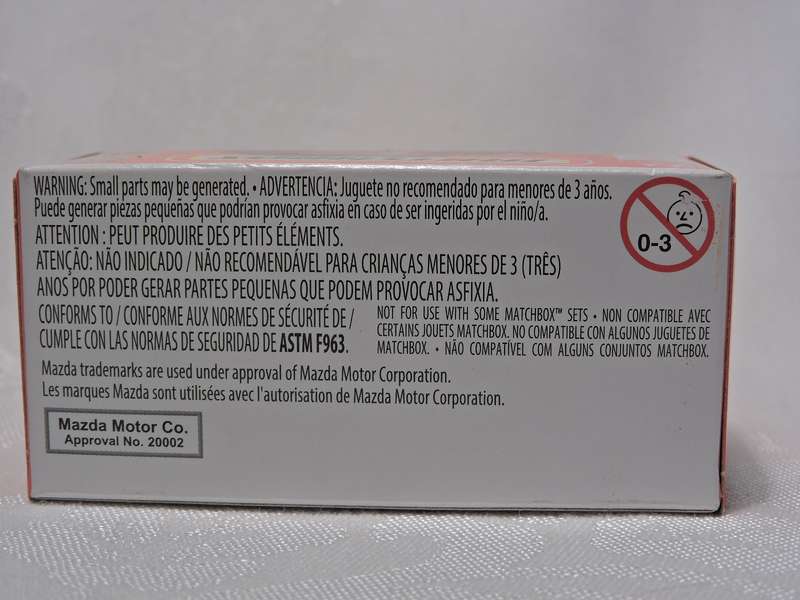 WARNING: Small parts may be generated. • ADVERTENCIA: Juguete no recomendado para menores de 3 años.
Puede generar piezas pequeñas que podrían provocar asfixia en caso de ser ingeridas por el niño/a.
ATTENTION : PEUT PRODUIRE DES PETITS ÉLÉMENTS.
ATENÇÃO: NÃO INDICADO / NÃO RECOMENDÁVEL PARA CRIANÇAS MENORES DE 3 (TRÊS)
ANOS POR PODER GERAR PARTES PEQUENAS QUE PODEM PROVOCAR ASFIXIA.
0-3
CONFORMS TO / CONFORME AUX NORMES DE SÉCURITÉ DE /
CUMPLE CON LAS NORMAS DE SEGURIDAD DE ASTM F963.
NOT FOR USE WITH SOME MATCHBOX™ SETS • NON COMPATIBLE AVEC
CERTAINS JOUETS MATCHBOX. NO COMPATIBLE CON ALGUNOS JUGUETES DE
MATCHBOX. • NÃO COMPATÍVEL COM ALGUNS CONJUNTOS MATCHBOX.
Mazda trademarks are used under approval of Mazda Motor Corporation.
Les marques Mazda sont utilisées avec l'autorisation de Mazda Motor Corporation.
Mazda Motor Co.
Approval No. 20002